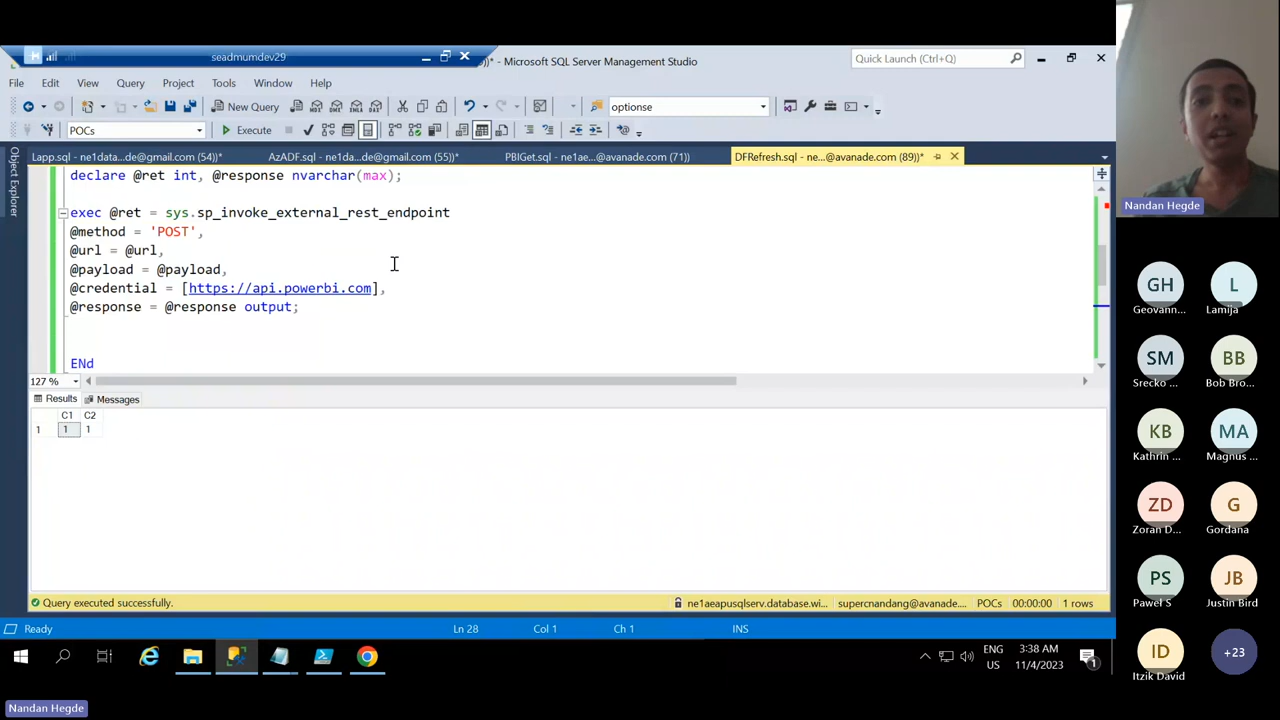 seadmumdev29
))* - Microsoft SQL Server Management Studio
Quick Launch (Ctrl+Q)
File Edit View Query Project Tools Window Help
New Query
optionse
POCs
Execute
Lapp.sql - ne1data....de@gmail.com (54))*
AzADF.sql - ne1da...de@gmail.com (55))*
PBIGet.sql - ne1ae...e@avanade.com (71))
DFRefresh.sql - ne...@avanade.com (89))*
Object Explorer
declare @ret int, @response nvarchar(max);
exec @ret = sys.sp_invoke_external_rest_endpoint
@method = 'POST',
@url = @url,
@payload = @payload,
@credential = [https://api.powerbi.com],
@response = @response output;
ENd
127 %
Results Messages
C1 C2
1 1 1
Query executed successfully.
ne1aeapusqlserv.database.wi...
supercnandang@avanade....
POCs
00:00:00
1 rows
Ready
Ln 28
Col 1
Ch 1
INS
ENG
US
3:38 AM
11/4/2023
1
Nandan Hegde
Nandan Hegde
GH
Geovann...
L
Lamija
SM
Srecko ...
BB
Bob Bro...
KB
Kathrin ...
MA
Magnus ...
ZD
Zoran D...
G
Gordana
PS
Paweł S
JB
Justin Bird
ID
Itzik David
+23